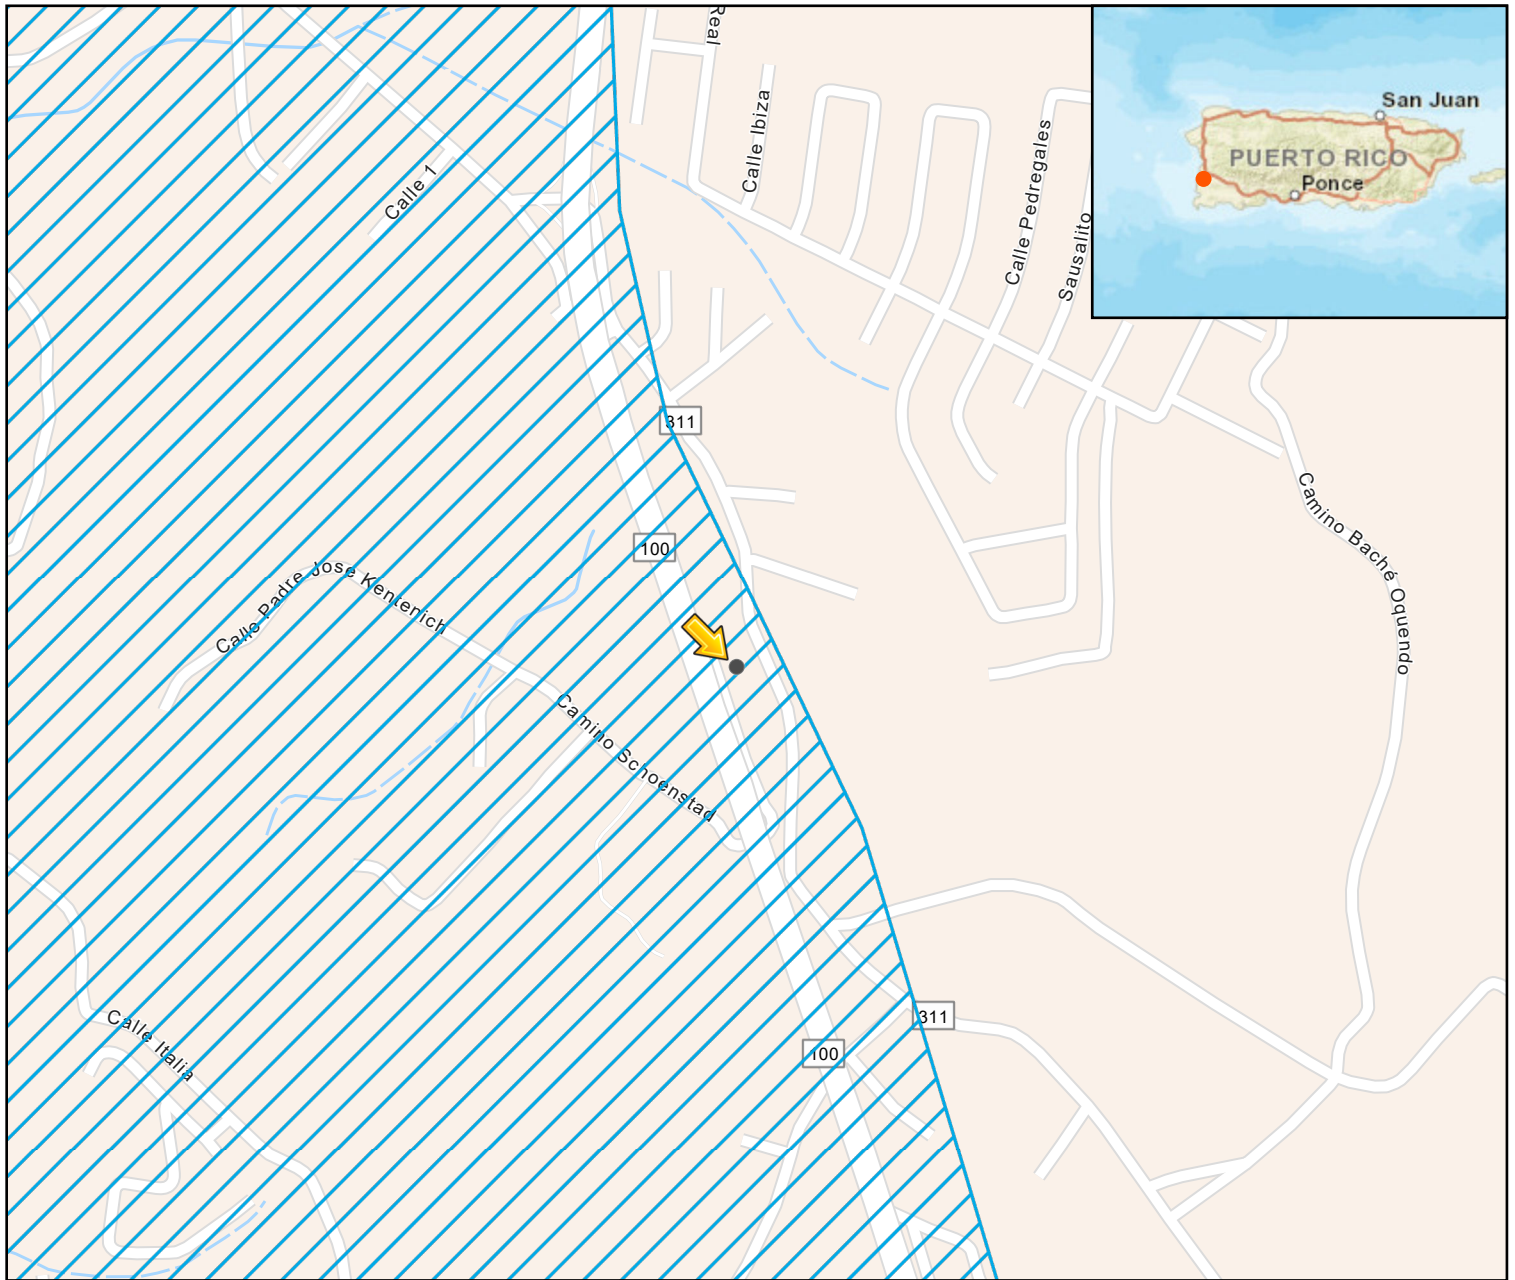 Real
Calle Ibiza
Calle 1
Calle Pedregales
Sausalito
San Juan
PUERTO RICO
Ponce
311
100
Camino Baché Oquendo
Calle Padre Jose Kentenich
Camino Schoenstad
311
100
Calle Italia